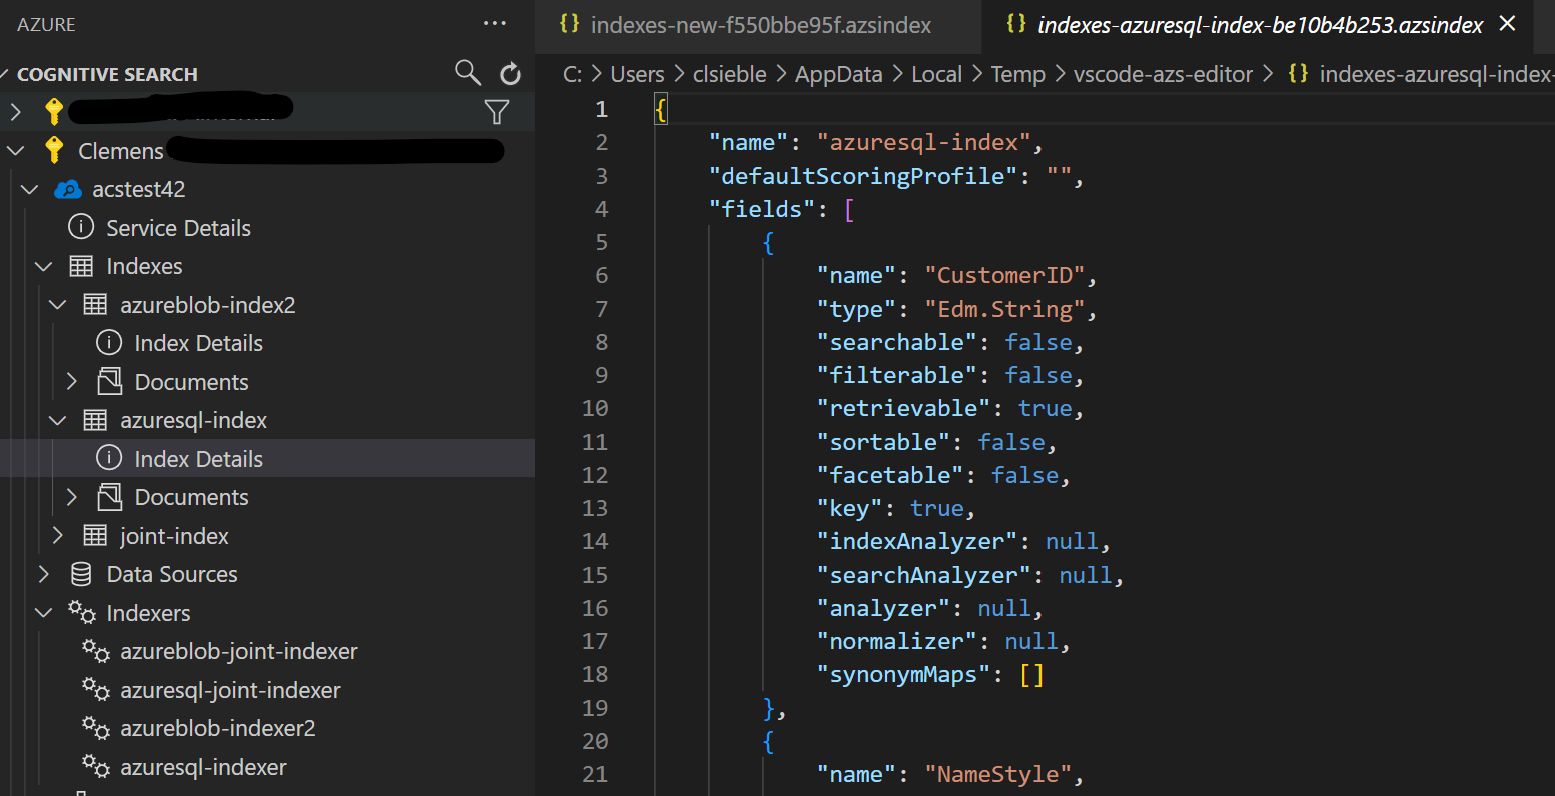 AZURE
COGNITIVE SEARCH
Clemens
acstest42
Service Details
Indexes
azureblob-index2
Index Details
Documents
azuresql-index
Index Details
Documents
joint-index
Data Sources
Indexers
azureblob-joint-indexer
azuresql-joint-indexer
azureblob-indexer2
azuresql-indexer
{} indexes-new-f550bbe95f.azsindex
{} indexes-azuresql-index-be10b4b253.azsindex ×
C: > Users > clsieble > AppData > Local > Temp > vscode-azs-editor > {} indexes-azuresql-index-
1 {
2 "name": "azuresql-index",
3 "defaultScoringProfile": "",
4 "fields": [
5 {
6 "name": "CustomerID",
7 "type": "Edm.String",
8 "searchable": false,
9 "filterable": false,
10 "retrievable": true,
11 "sortable": false,
12 "facetable": false,
13 "key": true,
14 "indexAnalyzer": null,
15 "searchAnalyzer": null,
16 "analyzer": null,
17 "normalizer": null,
18 "synonymMaps": []
19 },
20 {
21 "name": "NameStyle",